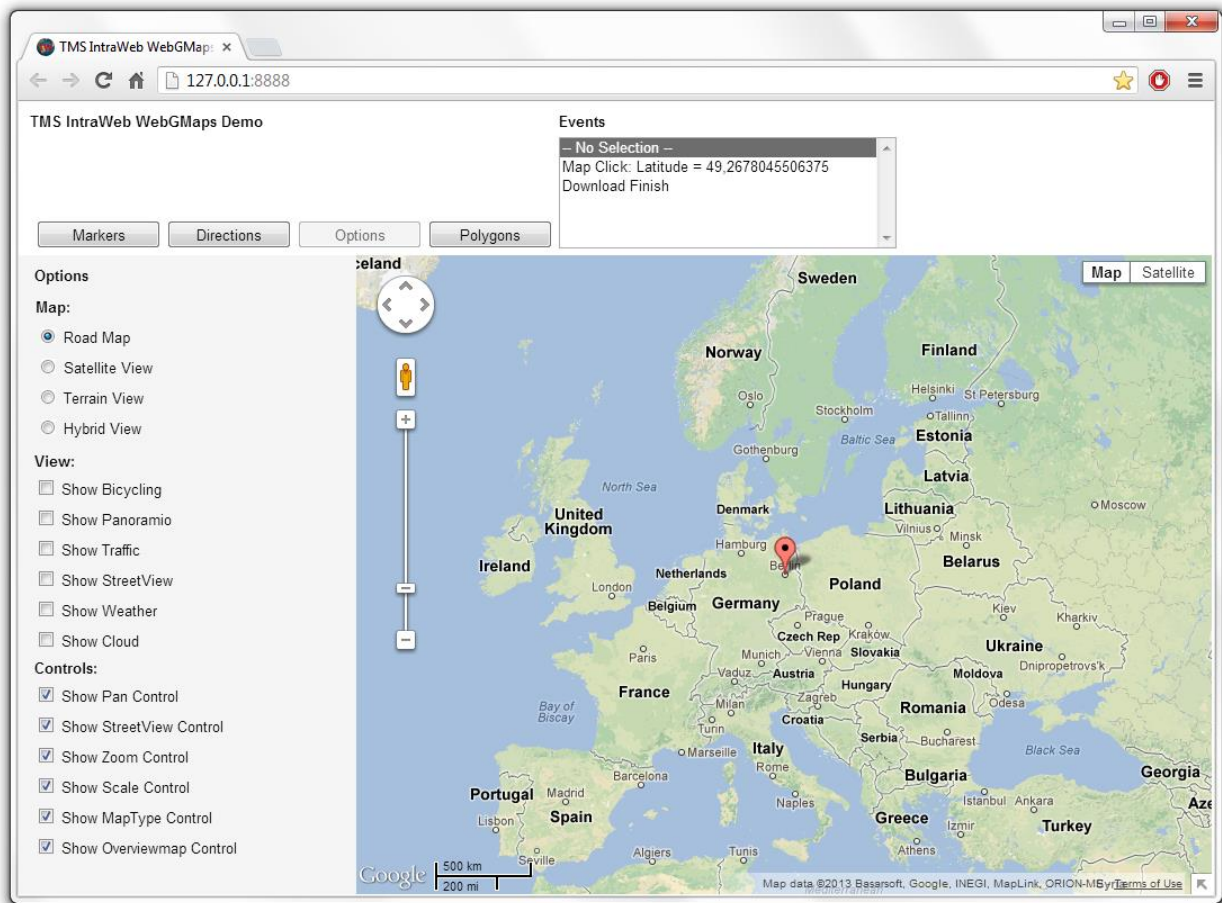 TMS IntraWeb WebGMap
127.0.0.1:8888
TMS IntraWeb WebGMaps Demo
Events
-- No Selection --
Map Click: Latitude = 49,2678045506375
Download Finish
Markers
Directions
Options
Polygons
Options
Map:
Road Map
Satellite View
Terrain View
Hybrid View
View:
Show Bicycling
Show Panoramio
Show Traffic
Show StreetView
Show Weather
Show Cloud
Controls:
Show Pan Control
Show StreetView Control
Show Zoom Control
Show Scale Control
Show MapType Control
Show Overviewmap Control
Map
Satellite
celand
Sweden
Norway
Finland
Helsinki
St Petersburg
Oslo
Stockholm
Tallinn
Baltic Sea
Estonia
Gothenburg
Latvia
North Sea
Denmark
Lithuania
Moscow
United
Kingdom
Vilnius
Minsk
Hamburg
Belarus
Ireland
Netherlands
Berlin
London
Poland
Belgium
Germany
Prague
Kiev
Kharkiv
Czech Rep
Kraków
Ukraine
Paris
Munich
Vienna
Slovakia
Dnipropetrovs'k
Vaduz
Austria
Moldova
France
Hungary
Milan
Zagreb
Romania
Odesa
Bay of
Biscay
Turin
Croatia
Serbia
Bucharest
Marseille
Italy
Black Sea
Rome
Barcelona
Bulgaria
Georgia
Portugal
Madrid
Naples
Istanbul
Ankara
Aze
Lisbon
Spain
Greece
Izmir
Turkey
Athens
Seville
Algiers
Tunis
Google
500 km
200 mi
Map data ©2013 Basarsoft, Google, INEGI, MapLink, ORION-ME
Terms of Use